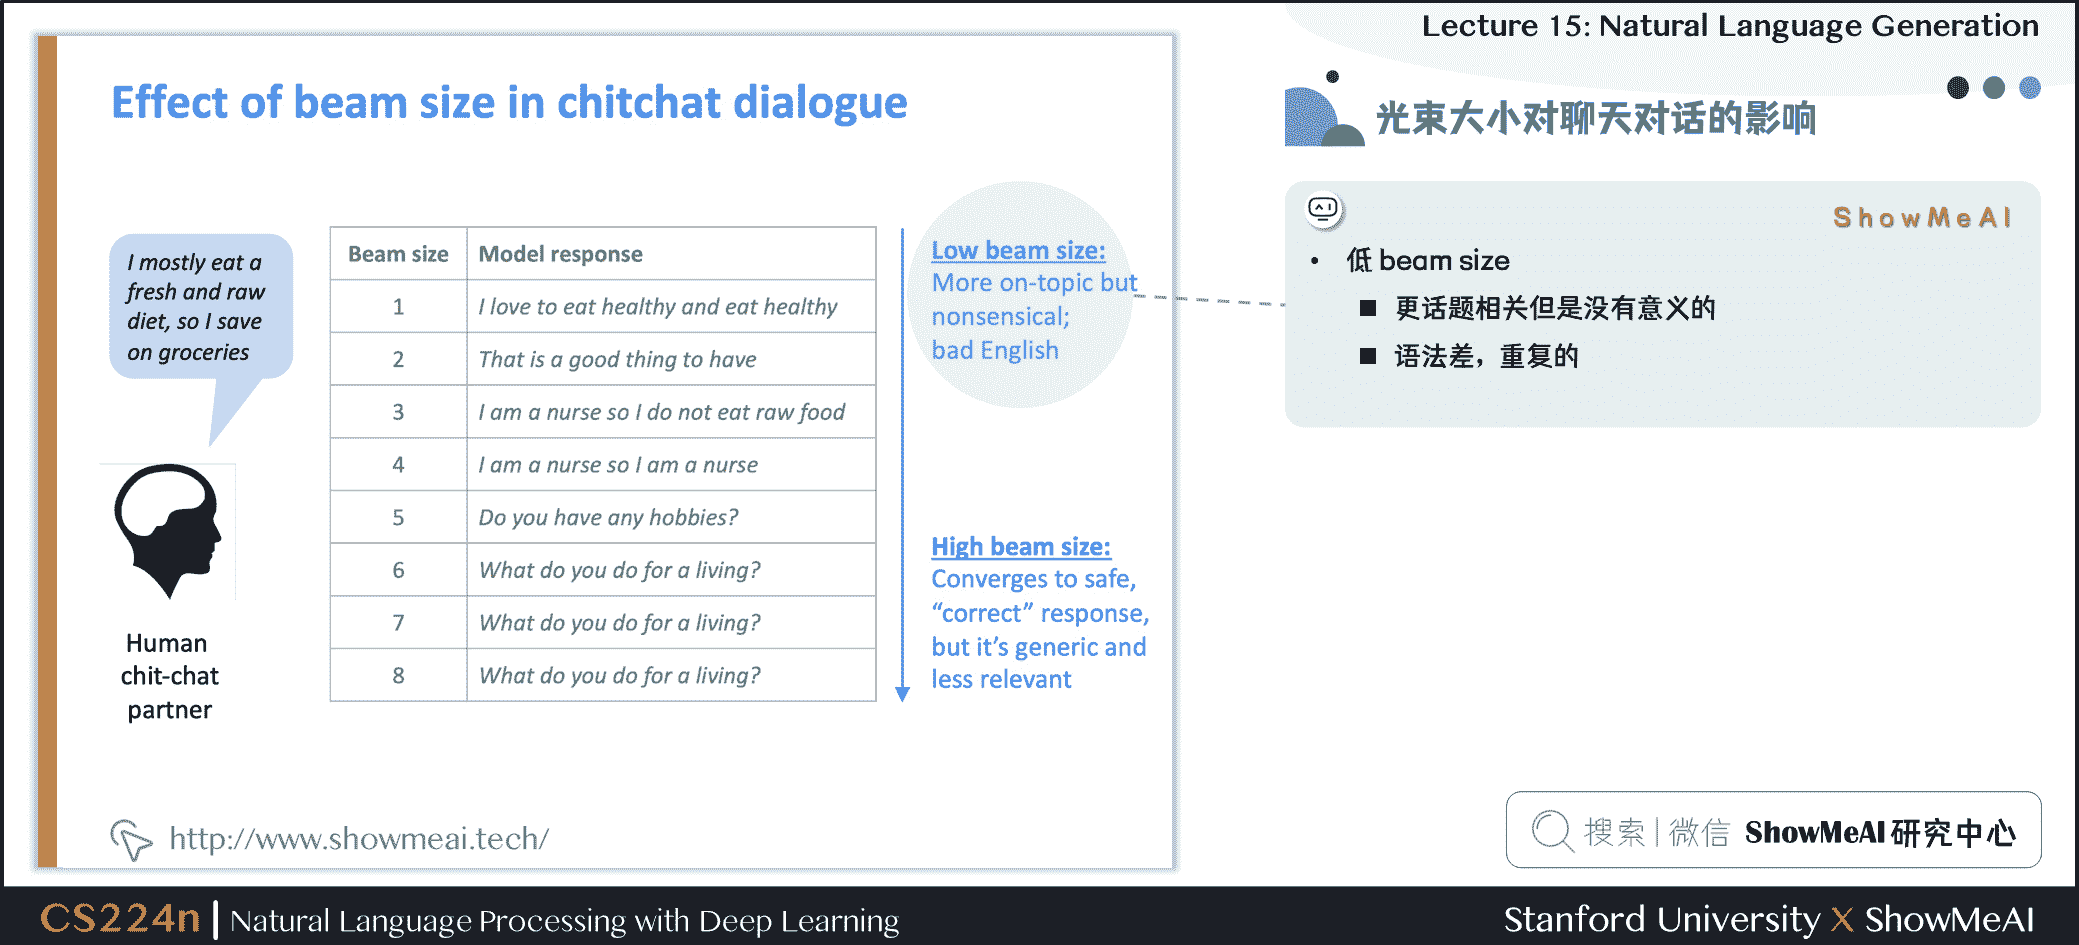 Lecture 15: Natural Language Generation
Effect of beam size in chitchat dialogue
I mostly eat a
fresh and raw
diet, so I save
on groceries
Human
chit-chat
partner
Beam size Model response
1 I love to eat healthy and eat healthy
2 That is a good thing to have
3 I am a nurse so I do not eat raw food
4 I am a nurse so I am a nurse
5 Do you have any hobbies?
6 What do you do for a living?
7 What do you do for a living?
8 What do you do for a living?
Low beam size:
More on-topic but
nonsensical;
bad English
High beam size:
Converges to safe,
“correct” response,
but it’s generic and
less relevant
http://www.showmeai.tech/
光束大小对聊天对话的影响
ShowMeAI
• 低 beam size
■ 更话题相关但是没有意义的
■ 语法差，重复的
搜索|微信 ShowMeAI研究中心
CS224n | Natural Language Processing with Deep Learning
Stanford University X ShowMeAI